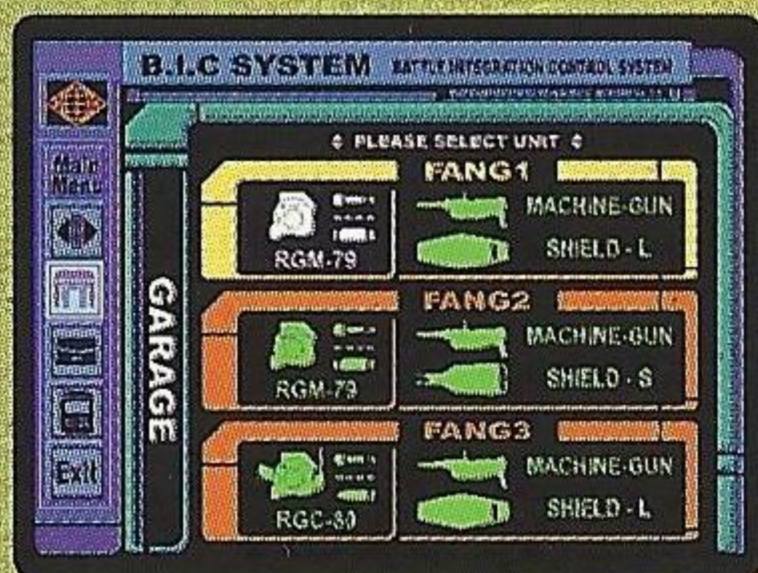 B.I.C SYSTEM BATTLE INTEGRATION CONTROL SYSTEM
Main Menu
Exit
GARAGE
PLEASE SELECT UNIT
FANG1
RGM-79
MACHINE-GUN
SHIELD - L
FANG2
RGM-79
MACHINE-GUN
SHIELD - S
FANG3
RGC-80
MACHINE-GUN
SHIELD - L